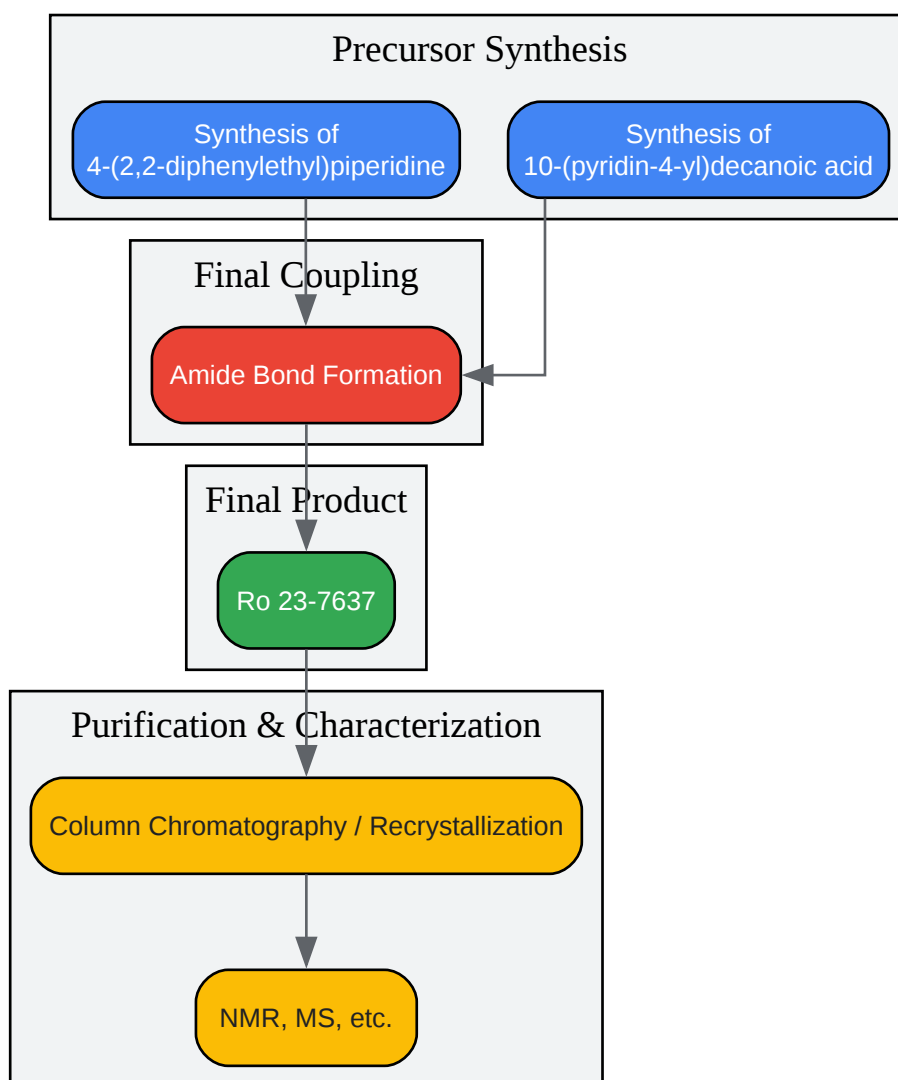 Precursor Synthesis
Synthesis of
4-(2,2-diphenylethyl)piperidine
Synthesis of
10-(pyridin-4-yl)decanoic acid
Final Coupling
Amide Bond Formation
Final Product
Ro 23-7637
Purification & Characterization
Column Chromatography / Recrystallization
NMR, MS, etc.